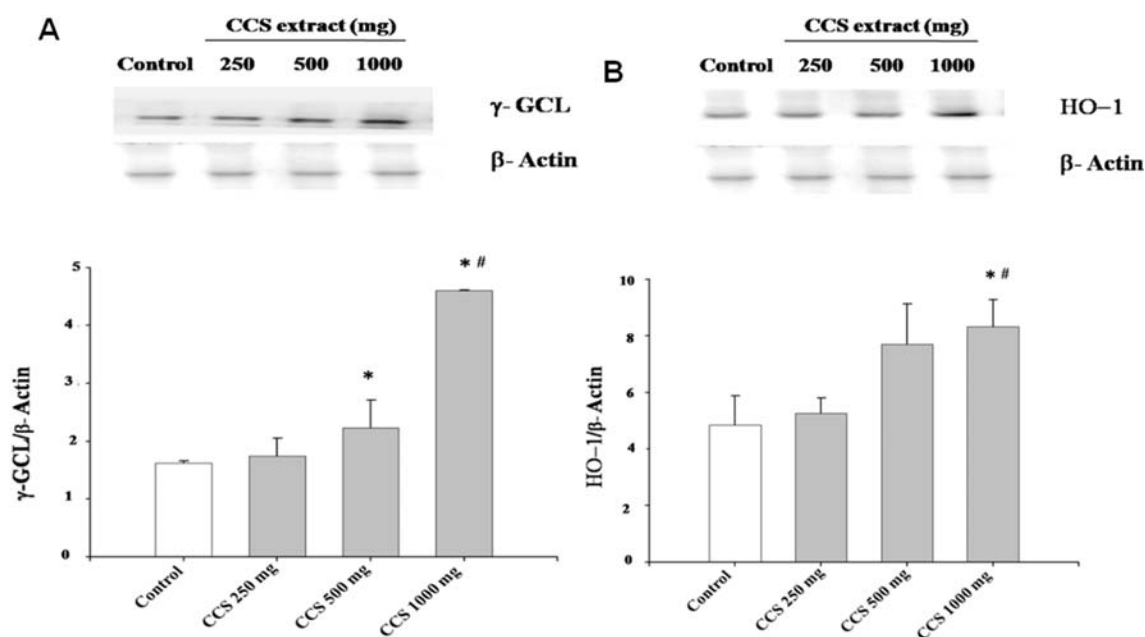 A
CCS extract (mg)
Control 250 500 1000
γ- GCL
β- Actin
5
4
3
2
1
0
γ-GCL/β- Actin
* #
*
Control
CCS 250 mg
CCS 500 mg
CCS 1000 mg
B
CCS extract (mg)
Control 250 500 1000
HO–1
β- Actin
10
8
6
4
2
0
HO–1/β- Actin
* #
Control
CCS 250 mg
CCS 500 mg
CCS 1000 mg